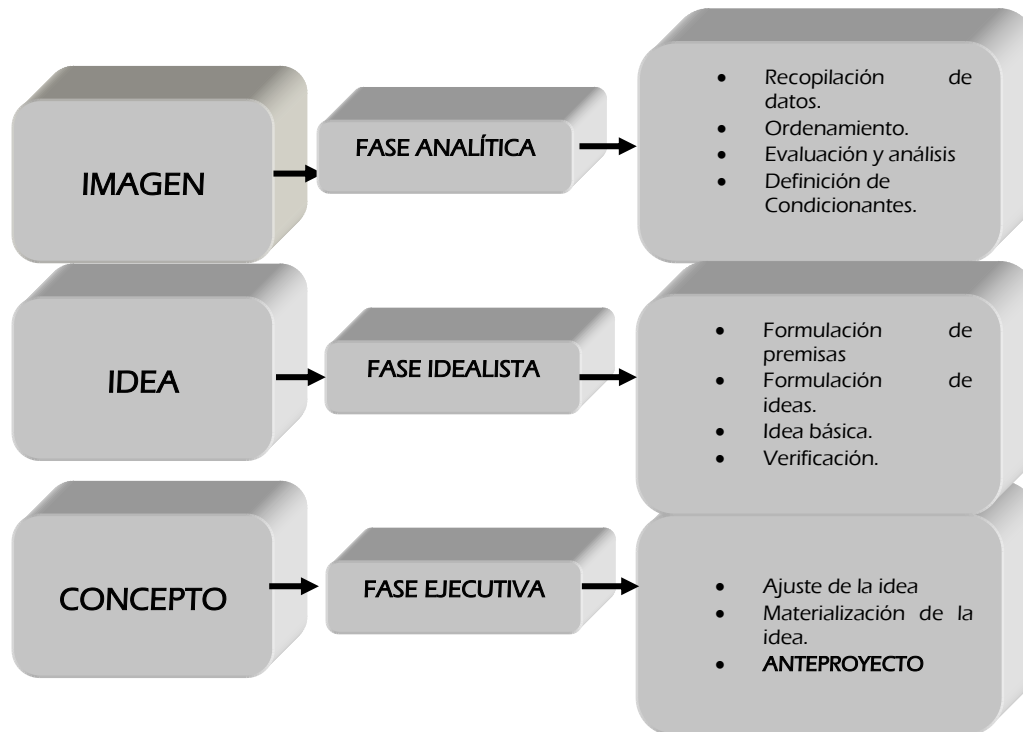 IMAGEN
FASE ANALÍTICA
• Recopilación de
datos.
• Ordenamiento.
• Evaluación y análisis
• Definición de
Condicionantes.
IDEA
FASE IDEALISTA
• Formulación de
premisas
• Formulación de
ideas.
• Idea básica.
• Verificación.
CONCEPTO
FASE EJECUTIVA
• Ajuste de la idea
• Materialización de la
idea.
• ANTEPROYECTO